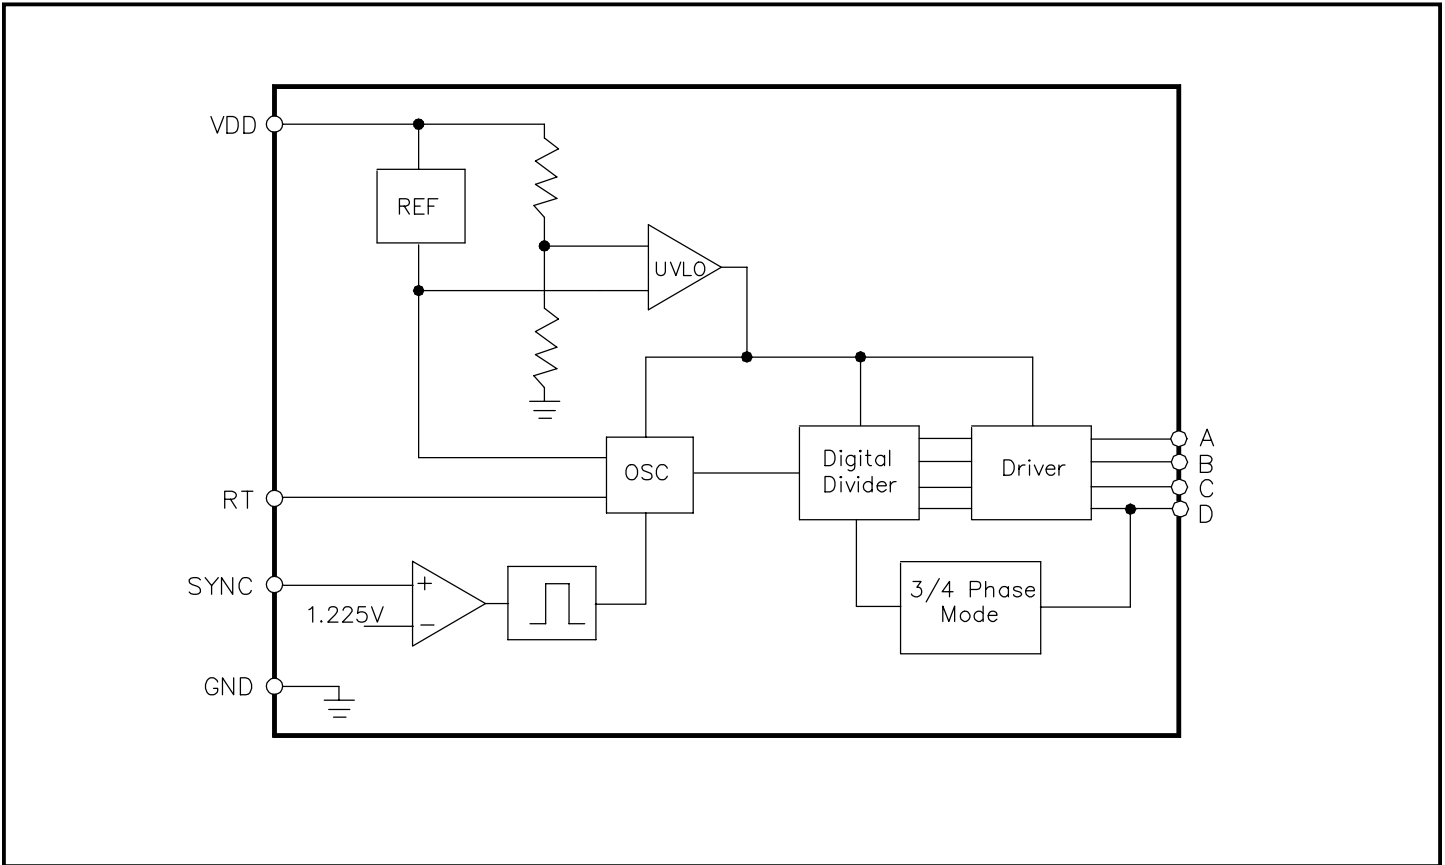 VDD
REF
UVLO
A
Digital
Divider
Driver
B
OSC
C
RT
D
SYNC
+
3/4 Phase
Mode
1.225V
−
GND